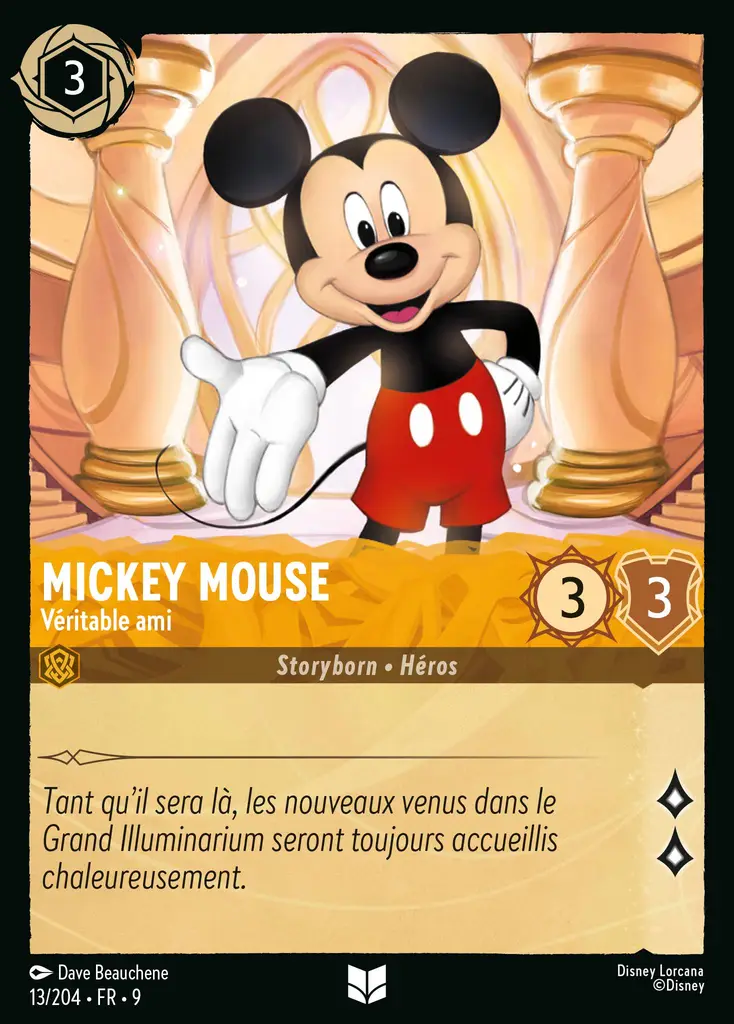 3
MICKEY MOUSE
Véritable ami
3
3
Storyborn • Héros
Tant qu'il sera là, les nouveaux venus dans le
Grand Illuminarium seront toujours accueillis
chaleureusement.
Dave Beauchene
13/204 • FR • 9
Disney Lorcana
©Disney